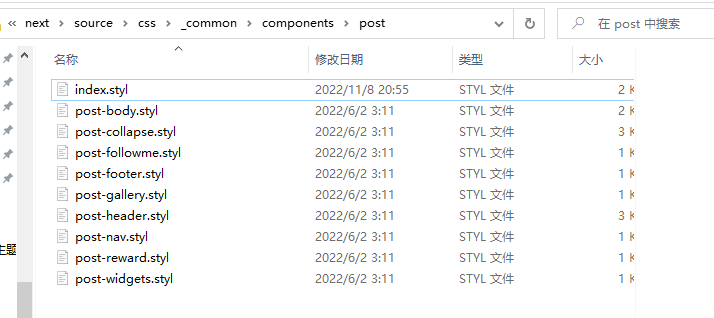 « next > source > css > _common > components > post
在 post 中搜索
名称 修改日期 类型 大小
index.styl 2022/11/8 20:55 STYL 文件 2 K
post-body.styl 2022/6/2 3:11 STYL 文件 2 K
post-collapse.styl 2022/6/2 3:11 STYL 文件 3 K
post-followme.styl 2022/6/2 3:11 STYL 文件 1 K
post-footer.styl 2022/6/2 3:11 STYL 文件 1 K
post-gallery.styl 2022/6/2 3:11 STYL 文件 1 K
post-header.styl 2022/6/2 3:11 STYL 文件 3 K
post-nav.styl 2022/6/2 3:11 STYL 文件 1 K
主题
post-reward.styl 2022/6/2 3:11 STYL 文件 1 K
post-widgets.styl 2022/6/2 3:11 STYL 文件 1 K